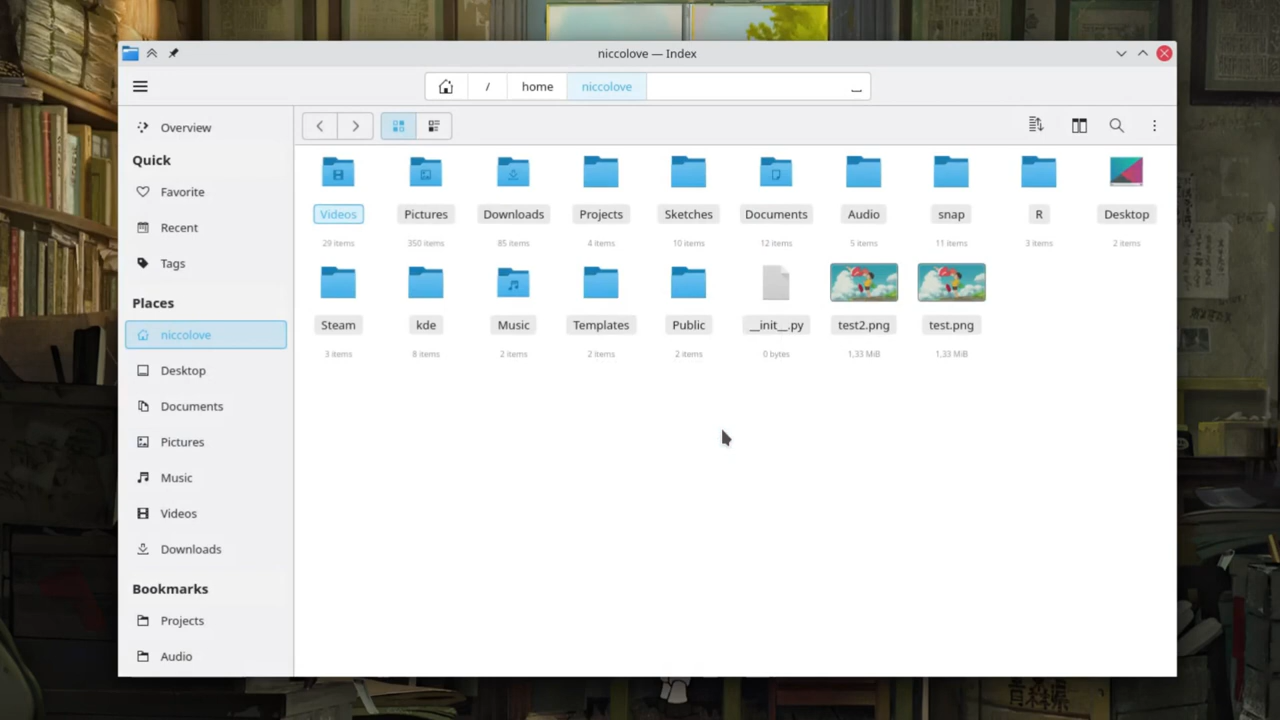 niccolove — Index
/ home niccolove
Overview
Quick
Favorite
Recent
Tags
Places
niccolove
Desktop
Documents
Pictures
Music
Videos
Downloads
Bookmarks
Projects
Audio
Videos Pictures Downloads Projects Sketches Documents Audio snap R Desktop
29 items 350 items 85 items 4 items 10 items 12 items 5 items 11 items 3 items 2 items
Steam kde Music Templates Public __init__.py test2.png test.png
3 items 8 items 2 items 2 items 2 items 0 bytes 1,33 MiB 1,33 MiB
青森県